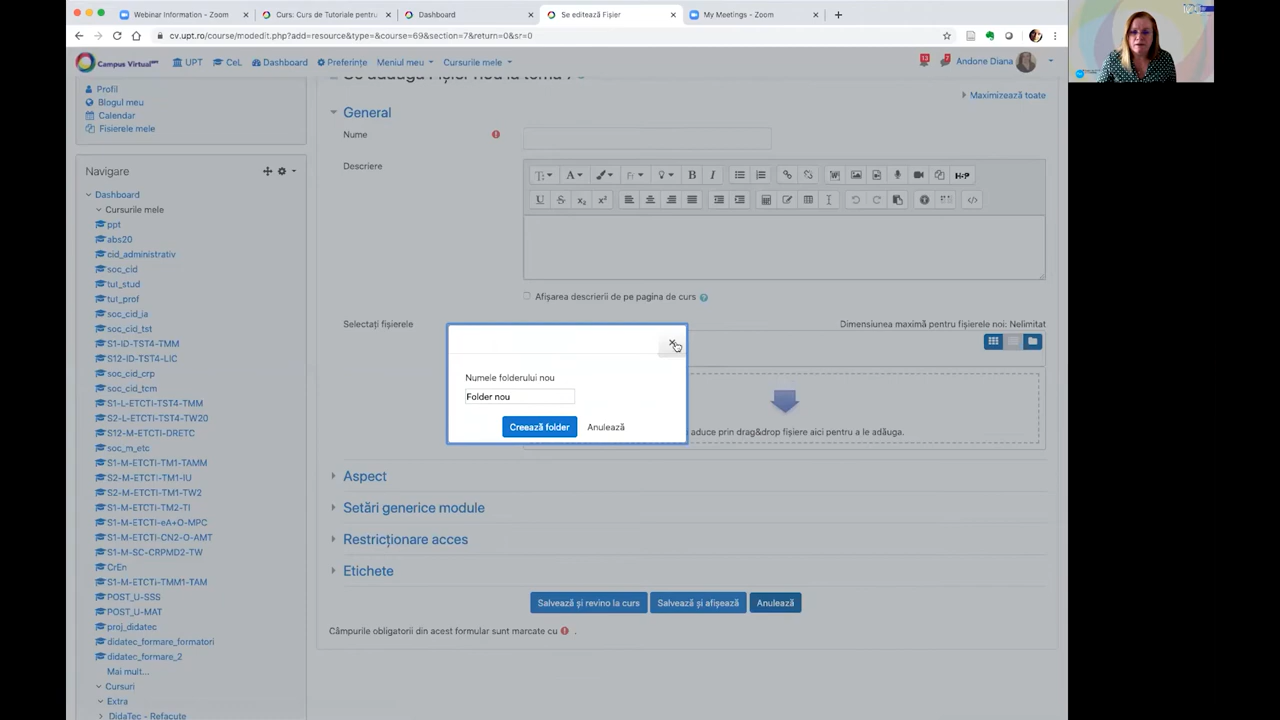 Webinar Information - Zoom
Curs: Curs de Tutoriale pentru
Dashboard
Se editează Fișier
My Meetings - Zoom
cv.upt.ro/course/modedit.php?add=resource&type=&course=69&section=7&return=0&sr=0
Campus Virtual
UPT
CeL
Dashboard
Preferințe
Meniul meu
Cursurile mele
Andone Diana
Profil
Blogul meu
Calendar
Fisierele mele
Navigare
Dashboard
Cursurile mele
ppt
abs20
cid_administrativ
soc_cid
tut_stud
tut_prof
soc_cid_ia
soc_cid_tst
S1-ID-TST4-TMM
S12-ID-TST4-LIC
soc_cid_crp
soc_cid_tcm
S1-L-ETCTI-TST4-TMM
S2-L-ETCTI-TST4-TW20
S12-M-ETCTI-DRETC
soc_m_etc
S1-M-ETCTI-TM1-TAMM
S2-M-ETCTI-TM1-IU
S2-M-ETCTI-TM1-TW2
S1-M-ETCTI-TM2-TI
S1-M-ETCTI-eA+O-MPC
S1-M-ETCTI-CN2-O-AMT
S1-M-SC-CRPMD2-TW
CrEn
S1-M-ETCTI-TMM1-TAM
POST_U-SSS
POST_U-MAT
proj_didatec
didatec_formare_formatori
didatec_formare_2
Mai mult...
Cursuri
Extra
DidaTec - Refacute
Se adaugă Fișier nou la tema 7
Maximizează toate
General
Nume
Descriere
H-P
Afișarea descrierii de pe pagina de curs
Selectați fișierele
Dimensiunea maximă pentru fișierele noi: Nelimitat
aduce prin drag&drop fișiere aici pentru a le adăuga.
Numele folderului nou
Folder nou
Creează folder
Anulează
Aspect
Setări generice module
Restricționare acces
Etichete
Salvează și revino la curs
Salvează și afișează
Anulează
Câmpurile obligatorii din acest formular sunt marcate cu .